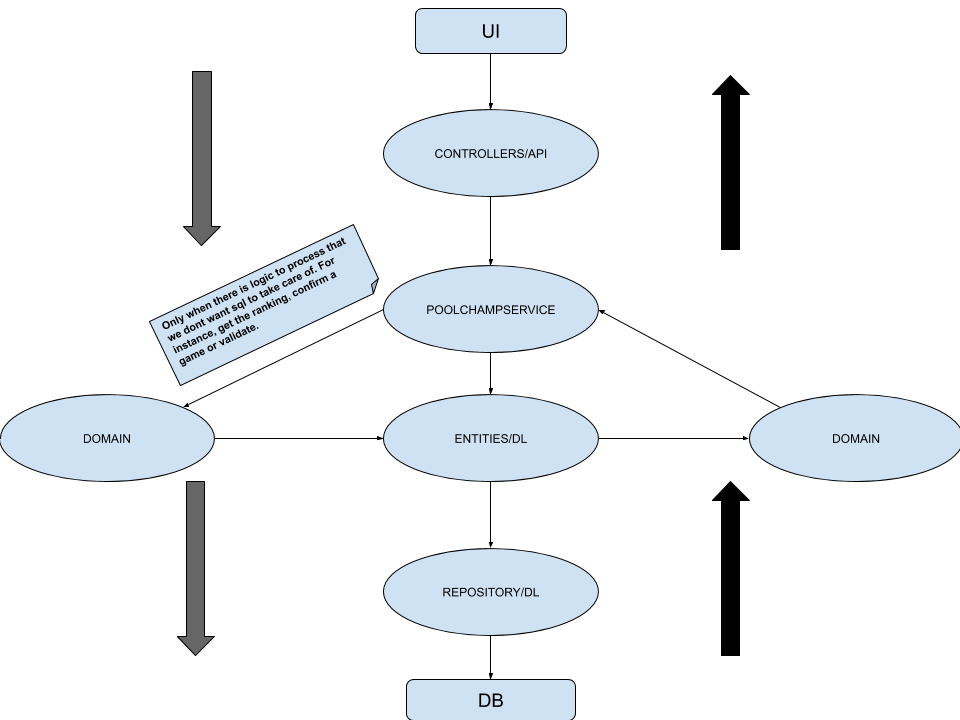 UI
CONTROLLERS/API
Only when there is logic to process that
we dont want sql to take care of. For
instance, get the ranking, confirm a
game or validate.
POOLCHAMPSERVICE
DOMAIN
ENTITIES/DL
DOMAIN
REPOSITORY/DL
DB